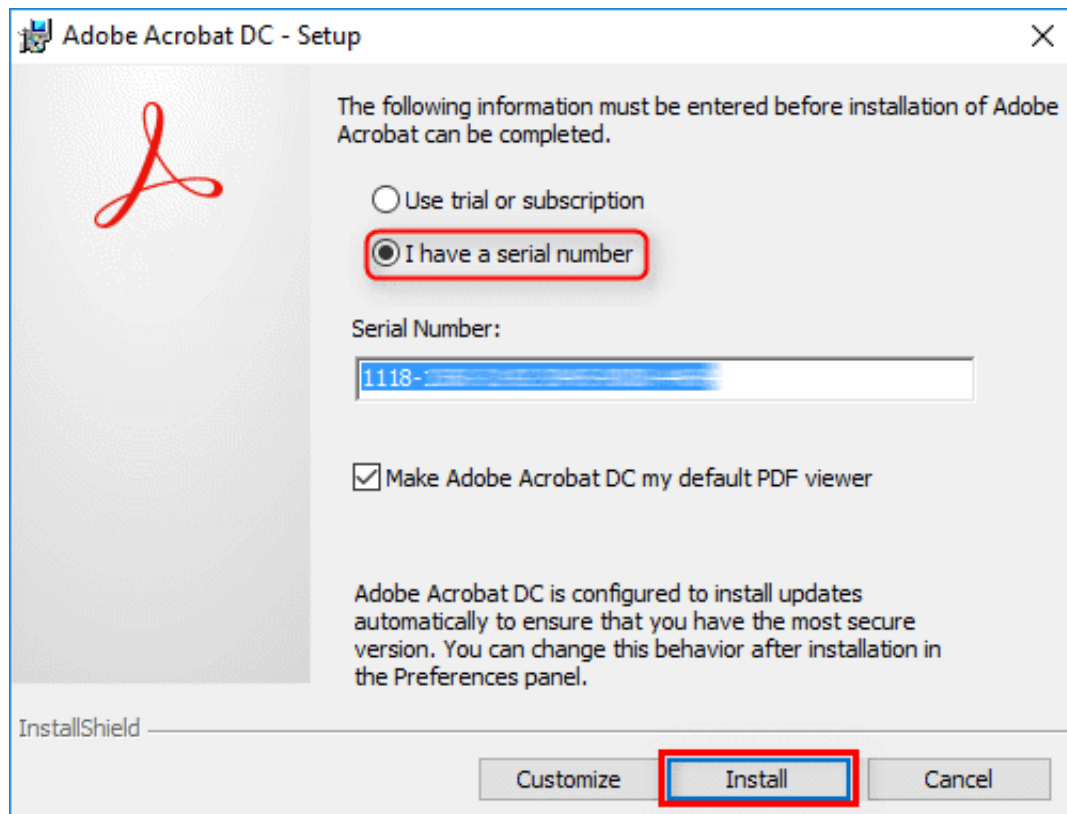 Adobe Acrobat DC - Setup
The following information must be entered before installation of Adobe
Acrobat can be completed.
Use trial or subscription
I have a serial number
Serial Number:
1118-
Make Adobe Acrobat DC my default PDF viewer
Adobe Acrobat DC is configured to install updates
automatically to ensure that you have the most secure
version. You can change this behavior after installation in
the Preferences panel.
InstallShield
Customize
Install
Cancel